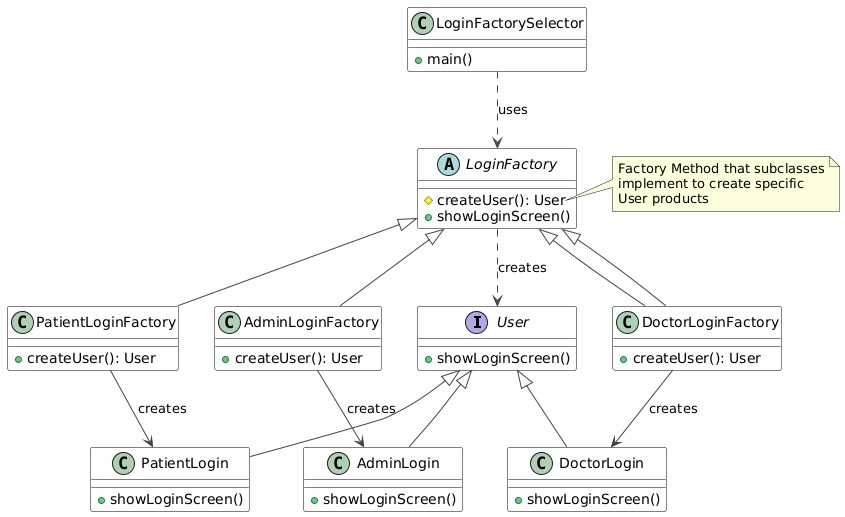 C LoginFactorySelector
main()
uses
A LoginFactory
createUser(): User
showLoginScreen()
Factory Method that subclasses
implement to create specific
User products
creates
C PatientLoginFactory
createUser(): User
C AdminLoginFactory
createUser(): User
I User
showLoginScreen()
C DoctorLoginFactory
createUser(): User
creates
creates
creates
C PatientLogin
showLoginScreen()
C AdminLogin
showLoginScreen()
C DoctorLogin
showLoginScreen()